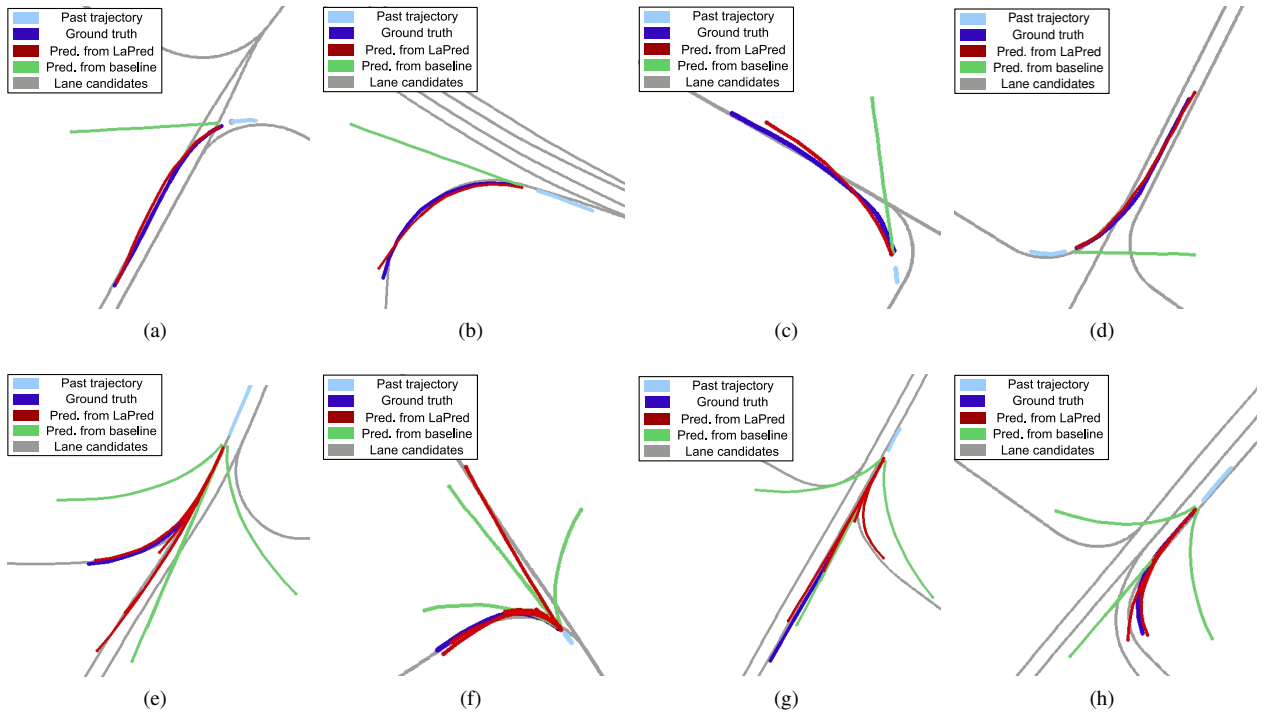 Past trajectory
Ground truth
Pred. from LaPred
Pred. from baseline
Lane candidates
Past trajectory
Ground truth
Pred. from LaPred
Pred. from baseline
Lane candidates
Past trajectory
Ground truth
Pred. from LaPred
Pred. from baseline
Lane candidates
Past trajectory
Ground truth
Pred. from LaPred
Pred. from baseline
Lane candidates
(a)
(b)
(c)
(d)
Past trajectory
Ground truth
Pred. from LaPred
Pred. from baseline
Lane candidates
Past trajectory
Ground truth
Pred. from LaPred
Pred. from baseline
Lane candidates
Past trajectory
Ground truth
Pred. from LaPred
Pred. from baseline
Lane candidates
Past trajectory
Ground truth
Pred. from LaPred
Pred. from baseline
Lane candidates
(e)
(f)
(g)
(h)